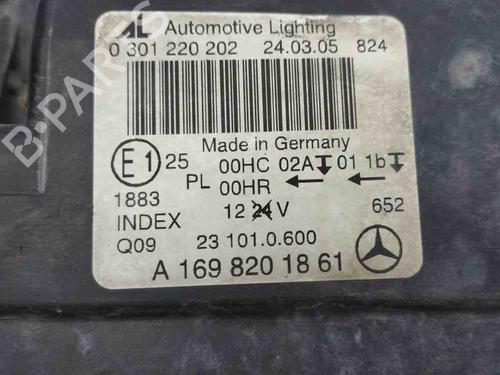 AL Automotive Lighting
0 301 220 202 24.03.05 824
Made in Germany
E1 25 00HC 02A 01 1b
PL 00HR
1883
12 24 V 652
INDEX
Q09 23 101.0.600
A 169 820 18 61
B-PARTS